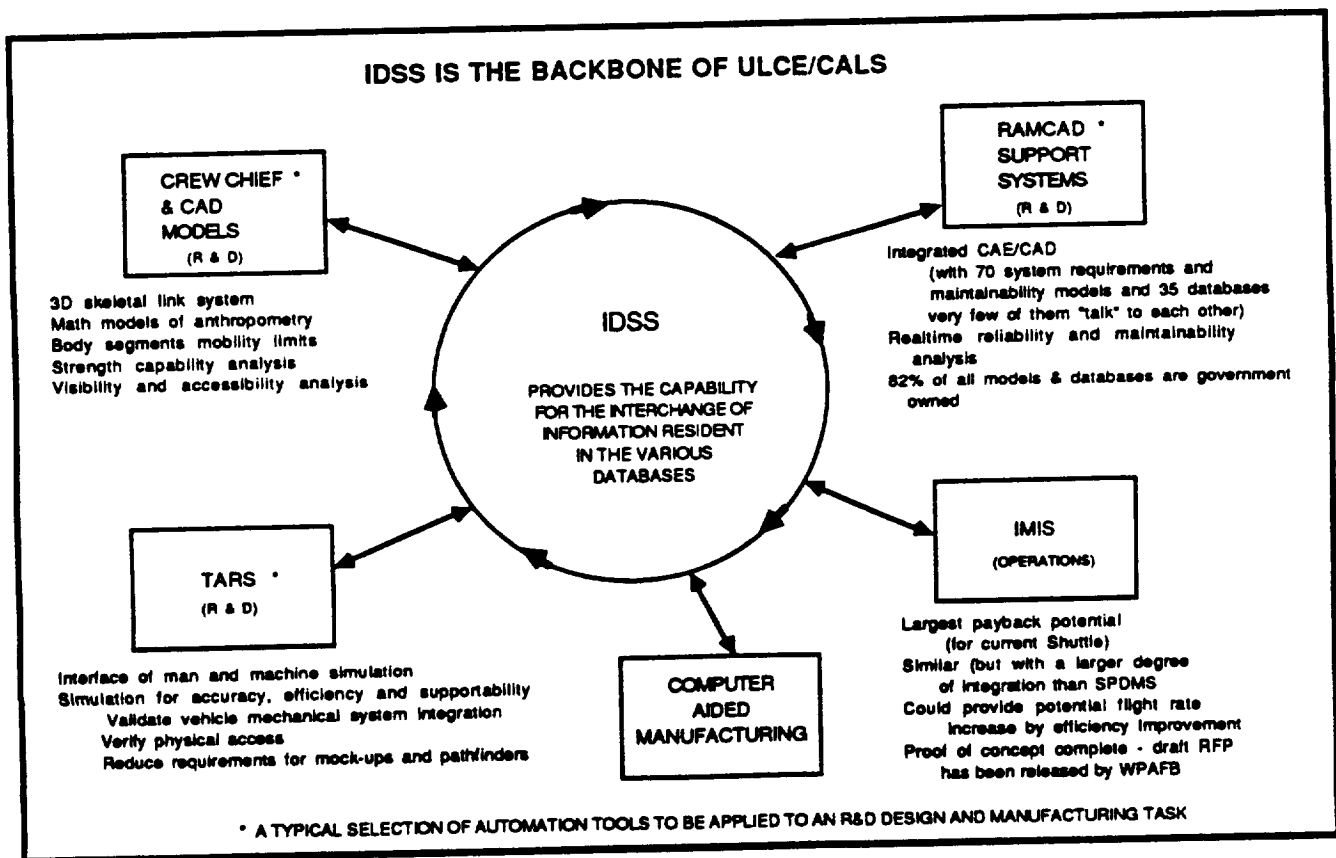 IDSS IS THE BACKBONE OF ULCE/CALS
CREW CHIEF *
& CAD
MODELS
(R & D)
3D skeletal link system
Math models of anthropometry
Body segments mobility limits
Strength capability analysis
Visibility and accessibility analysis
RAMCAD *
SUPPORT
SYSTEMS
(R & D)
Integrated CAE/CAD
(with 70 system requirements and
maintainability models and 35 databases
very few of them "talk" to each other)
Realtime reliability and maintainability
analysis
82% of all models & databases are government
owned
IDSS
PROVIDES THE CAPABILITY
FOR THE INTERCHANGE OF
INFORMATION RESIDENT
IN THE VARIOUS
DATABASES
TARS *
(R & D)
Interface of man and machine simulation
Simulation for accuracy, efficiency and supportability
Validate vehicle mechanical system integration
Verify physical access
Reduce requirements for mock-ups and pathfinders
COMPUTER
AIDED
MANUFACTURING
IMIS
(OPERATIONS)
Largest payback potential
(for current Shuttle)
Similar (but with a larger degree
of integration than SPDMS
Could provide potential flight rate
increase by efficiency improvement
Proof of concept complete - draft RFP
has been released by WPAFB
* A TYPICAL SELECTION OF AUTOMATION TOOLS TO BE APPLIED TO AN R&D DESIGN AND MANUFACTURING TASK